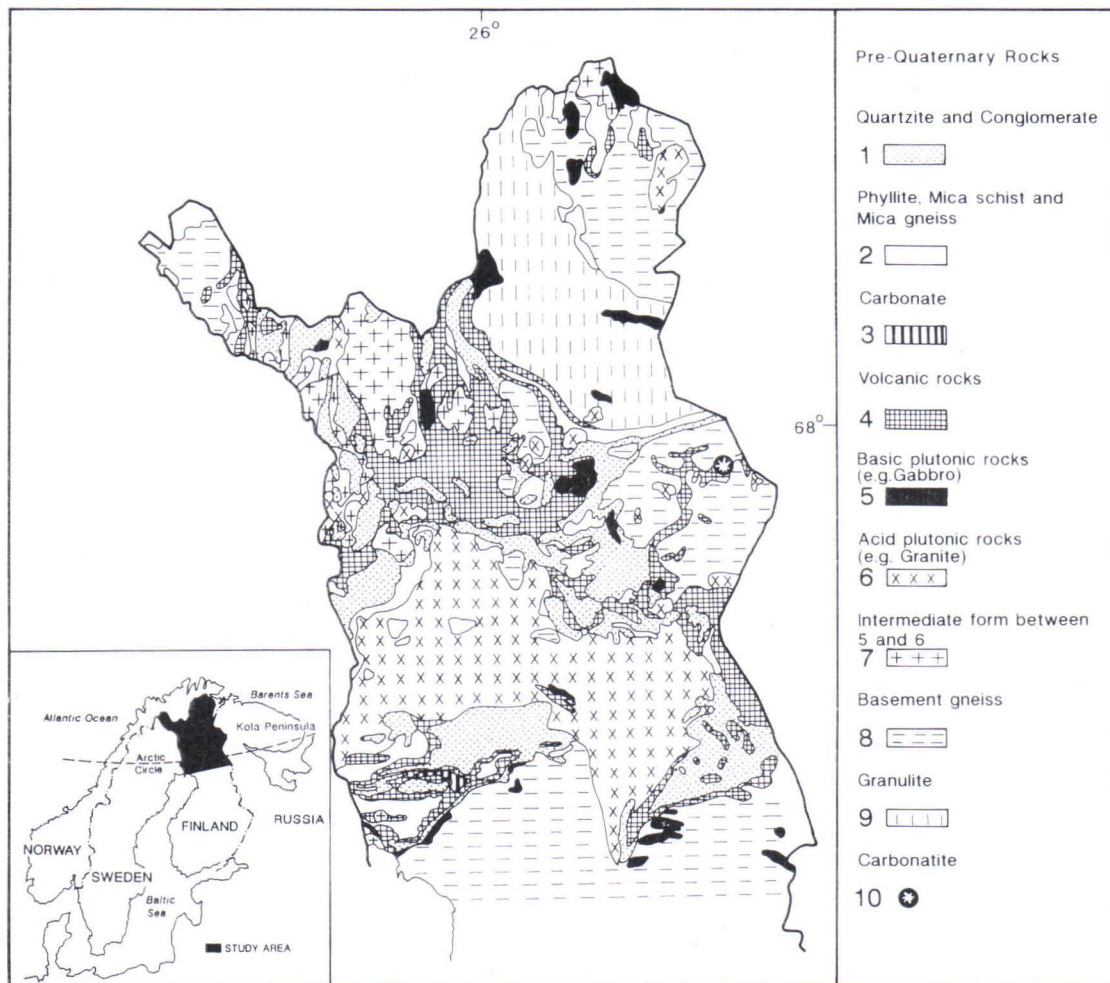 26°
68°
Pre-Quaternary Rocks
Quartzite and Conglomerate
1
Phyllite, Mica schist and
Mica gneiss
2
Carbonate
3
Volcanic rocks
4
Basic plutonic rocks
(e.g.Gabbro)
5
Acid plutonic rocks
(e.g. Granite)
6
Intermediate form between
5 and 6
7
Basement gneiss
8
Granulite
9
Carbonatite
10
Barents Sea
Atlantic Ocean
Kola Peninsula
Arctic
Circle
FINLAND
RUSSIA
NORWAY
SWEDEN
Baltic
Sea
STUDY AREA